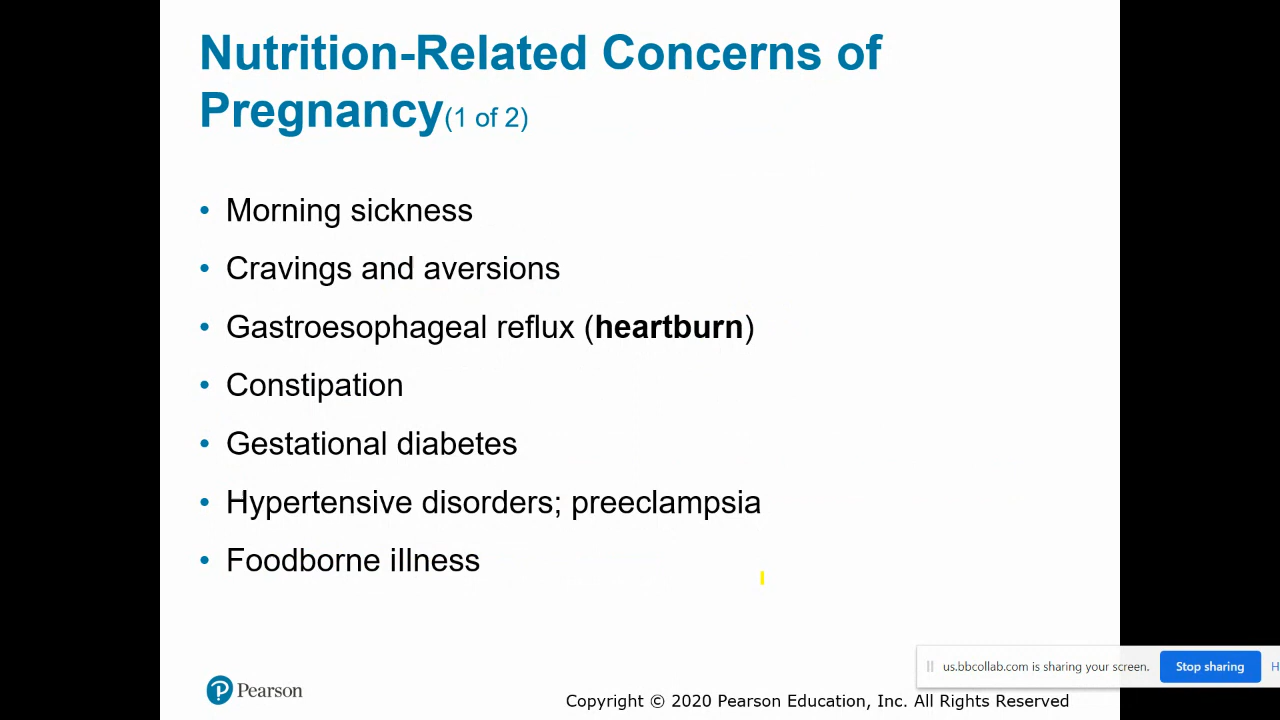 Nutrition-Related Concerns of
Pregnancy(1 of 2)
• Morning sickness
• Cravings and aversions
• Gastroesophageal reflux (heartburn)
• Constipation
• Gestational diabetes
• Hypertensive disorders; preeclampsia
• Foodborne illness
us.bbcollab.com is sharing your screen. Stop sharing
Pearson
Copyright © 2020 Pearson Education, Inc. All Rights Reserved